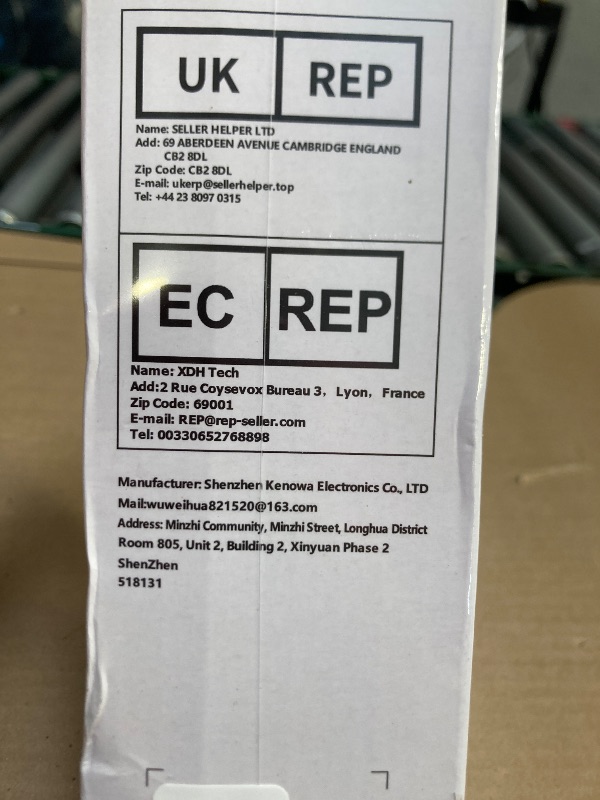 UK REP
Name: SELLER HELPER LTD
Add: 69 ABERDEEN AVENUE CAMBRIDGE ENGLAND
CB2 8DL
Zip Code: CB2 8DL
E-mail: ukerp@sellerhelper.top
Tel: +44 23 8097 0315
EC REP
Name: XDH Tech
Add:2 Rue Coysevox Bureau 3, Lyon, France
Zip Code: 69001
E-mail: REP@rep-seller.com
Tel: 00330652768898
Manufacturer: Shenzhen Kenowa Electronics Co., LTD
Mail:wuweihua821520@163.com
Address: Minzhi Community, Minzhi Street, Longhua District
Room 805, Unit 2, Building 2, Xinyuan Phase 2
ShenZhen
518131